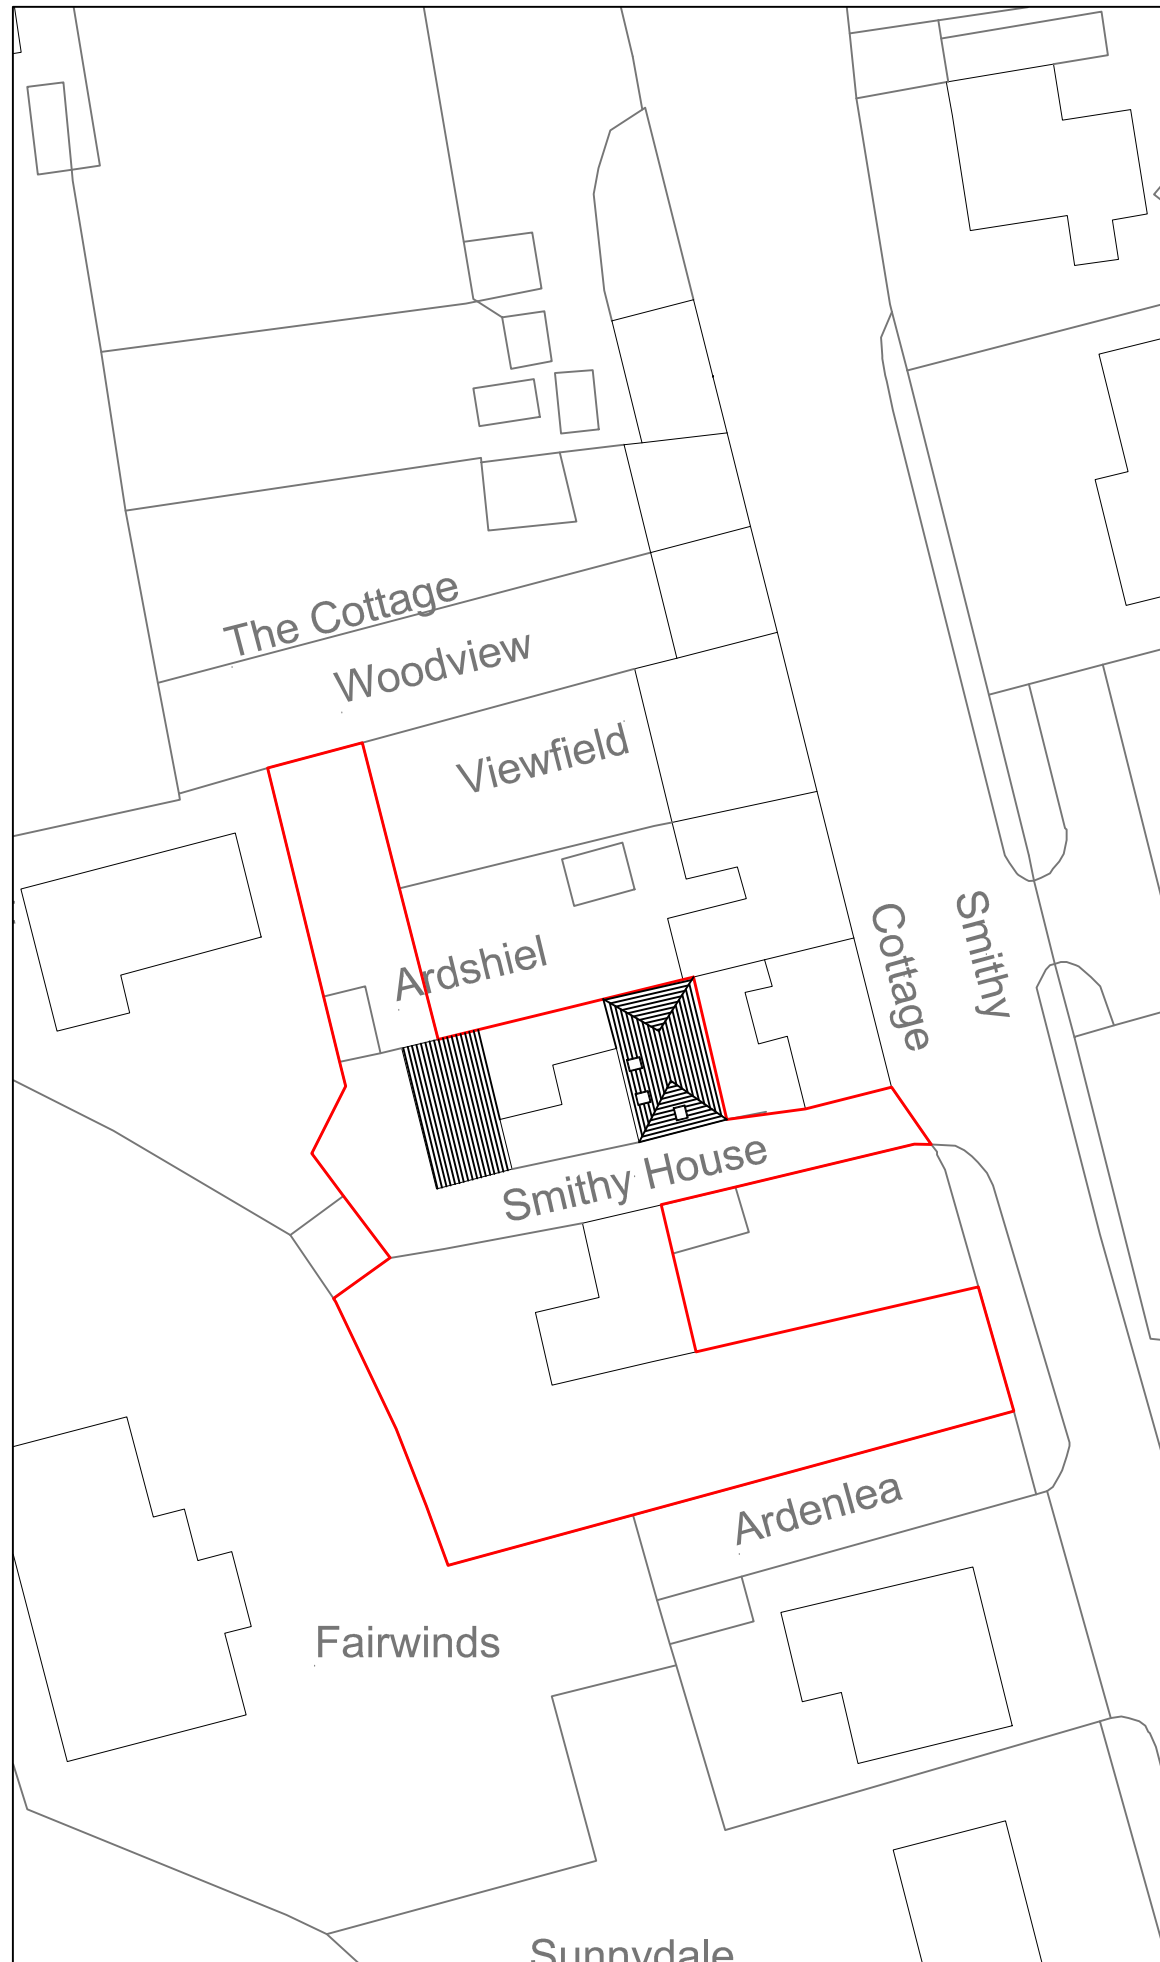 The Cottage
Woodview
Viewfield
Ardshiel
Smithy
Cottage
Smithy House
Ardenlea
Fairwinds
Sunnydale